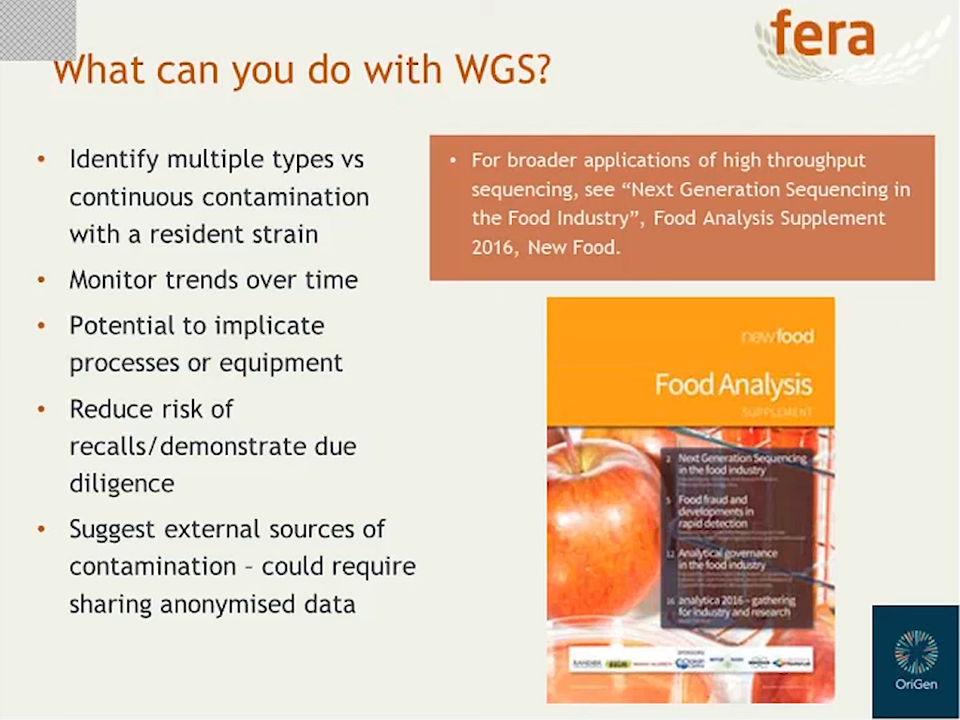 fera
What can you do with WGS?
• Identify multiple types vs
continuous contamination
with a resident strain
• Monitor trends over time
• Potential to implicate
processes or equipment
• Reduce risk of
recalls/demonstrate due
diligence
• Suggest external sources of
contamination – could require
sharing anonymised data
• For broader applications of high throughput
sequencing, see “Next Generation Sequencing in
the Food Industry”, Food Analysis Supplement
2016, New Food.
newfood
Food Analysis
SUPPLEMENT
2 Next Generation Sequencing
in the food industry
Food fraud and
developments in
rapid detection
12 Analytical governance
in the food industry
16 analytica 2016 – gathering
for industry and research
SPONSORS
RANDOX
OriGen